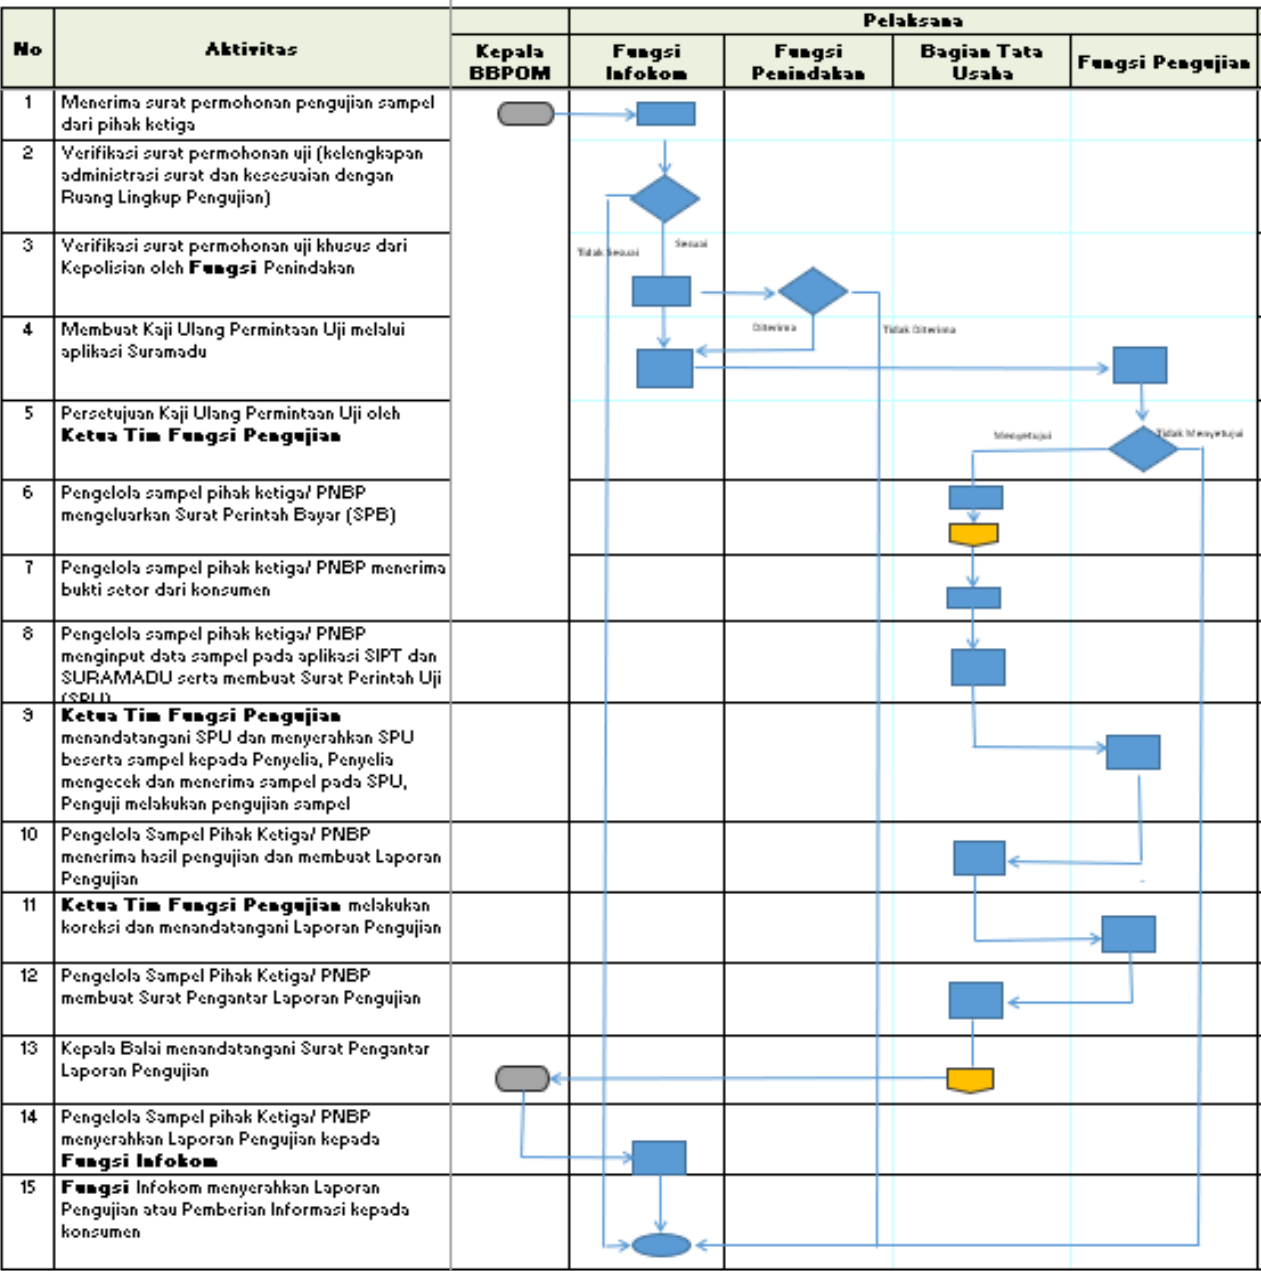 No
Aktivitas
Pelaksana
Kepala
BBPOM
Fungsi
Infokom
Fungsi
Penindakan
Bagian Tata
Usaha
Fungsi Pengujian
1
Menerima surat permohonan pengujian sampel
dari pihak ketiga
2
Verifikasi surat permohonan uji (kelengkapan
administrasi surat dan kesesuaian dengan
Ruang Lingkup Pengujian)
Tidak Sesuai
Sesuai
3
Verifikasi surat permohonan uji khusus dari
Kepolisian oleh Fungsi Penindakan
Diterima
Tidak Diterima
4
Membuat Kaji Ulang Permintaan Uji melalui
aplikasi Suramadu
5
Persetujuan Kaji Ulang Permintaan Uji oleh
Ketua Tim Fungsi Pengujian
Menyetujui
Tidak Menyetujui
6
Pengelola sampel pihak ketiga/ PNBP
mengeluarkan Surat Perintah Bayar (SPB)
7
Pengelola sampel pihak ketiga/ PNBP menerima
bukti setor dari konsumen
8
Pengelola sampel pihak ketiga/ PNBP
menginput data sampel pada aplikasi SIPT dan
SURAMADU serta membuat Surat Perintah Uji
(SPU)
9
Ketua Tim Fungsi Pengujian
menandatangani SPU dan menyerahkan SPU
beserta sampel kepada Penyelia, Penyelia
mengecek dan menerima sampel pada SPU,
Penguji melakukan pengujian sampel
10
Pengelola Sampel Pihak Ketiga/ PNBP
menerima hasil pengujian dan membuat Laporan
Pengujian
11
Ketua Tim Fungsi Pengujian melakukan
koreksi dan menandatangani Laporan Pengujian
12
Pengelola Sampel Pihak Ketiga/ PNBP
membuat Surat Pengantar Laporan Pengujian
13
Kepala Balai menandatangani Surat Pengantar
Laporan Pengujian
14
Pengelola Sampel pihak Ketiga/ PNBP
menyerahkan Laporan Pengujian kepada
Fungsi Infokom
15
Fungsi Infokom menyerahkan Laporan
Pengujian atau Pemberian Informasi kepada
konsumen